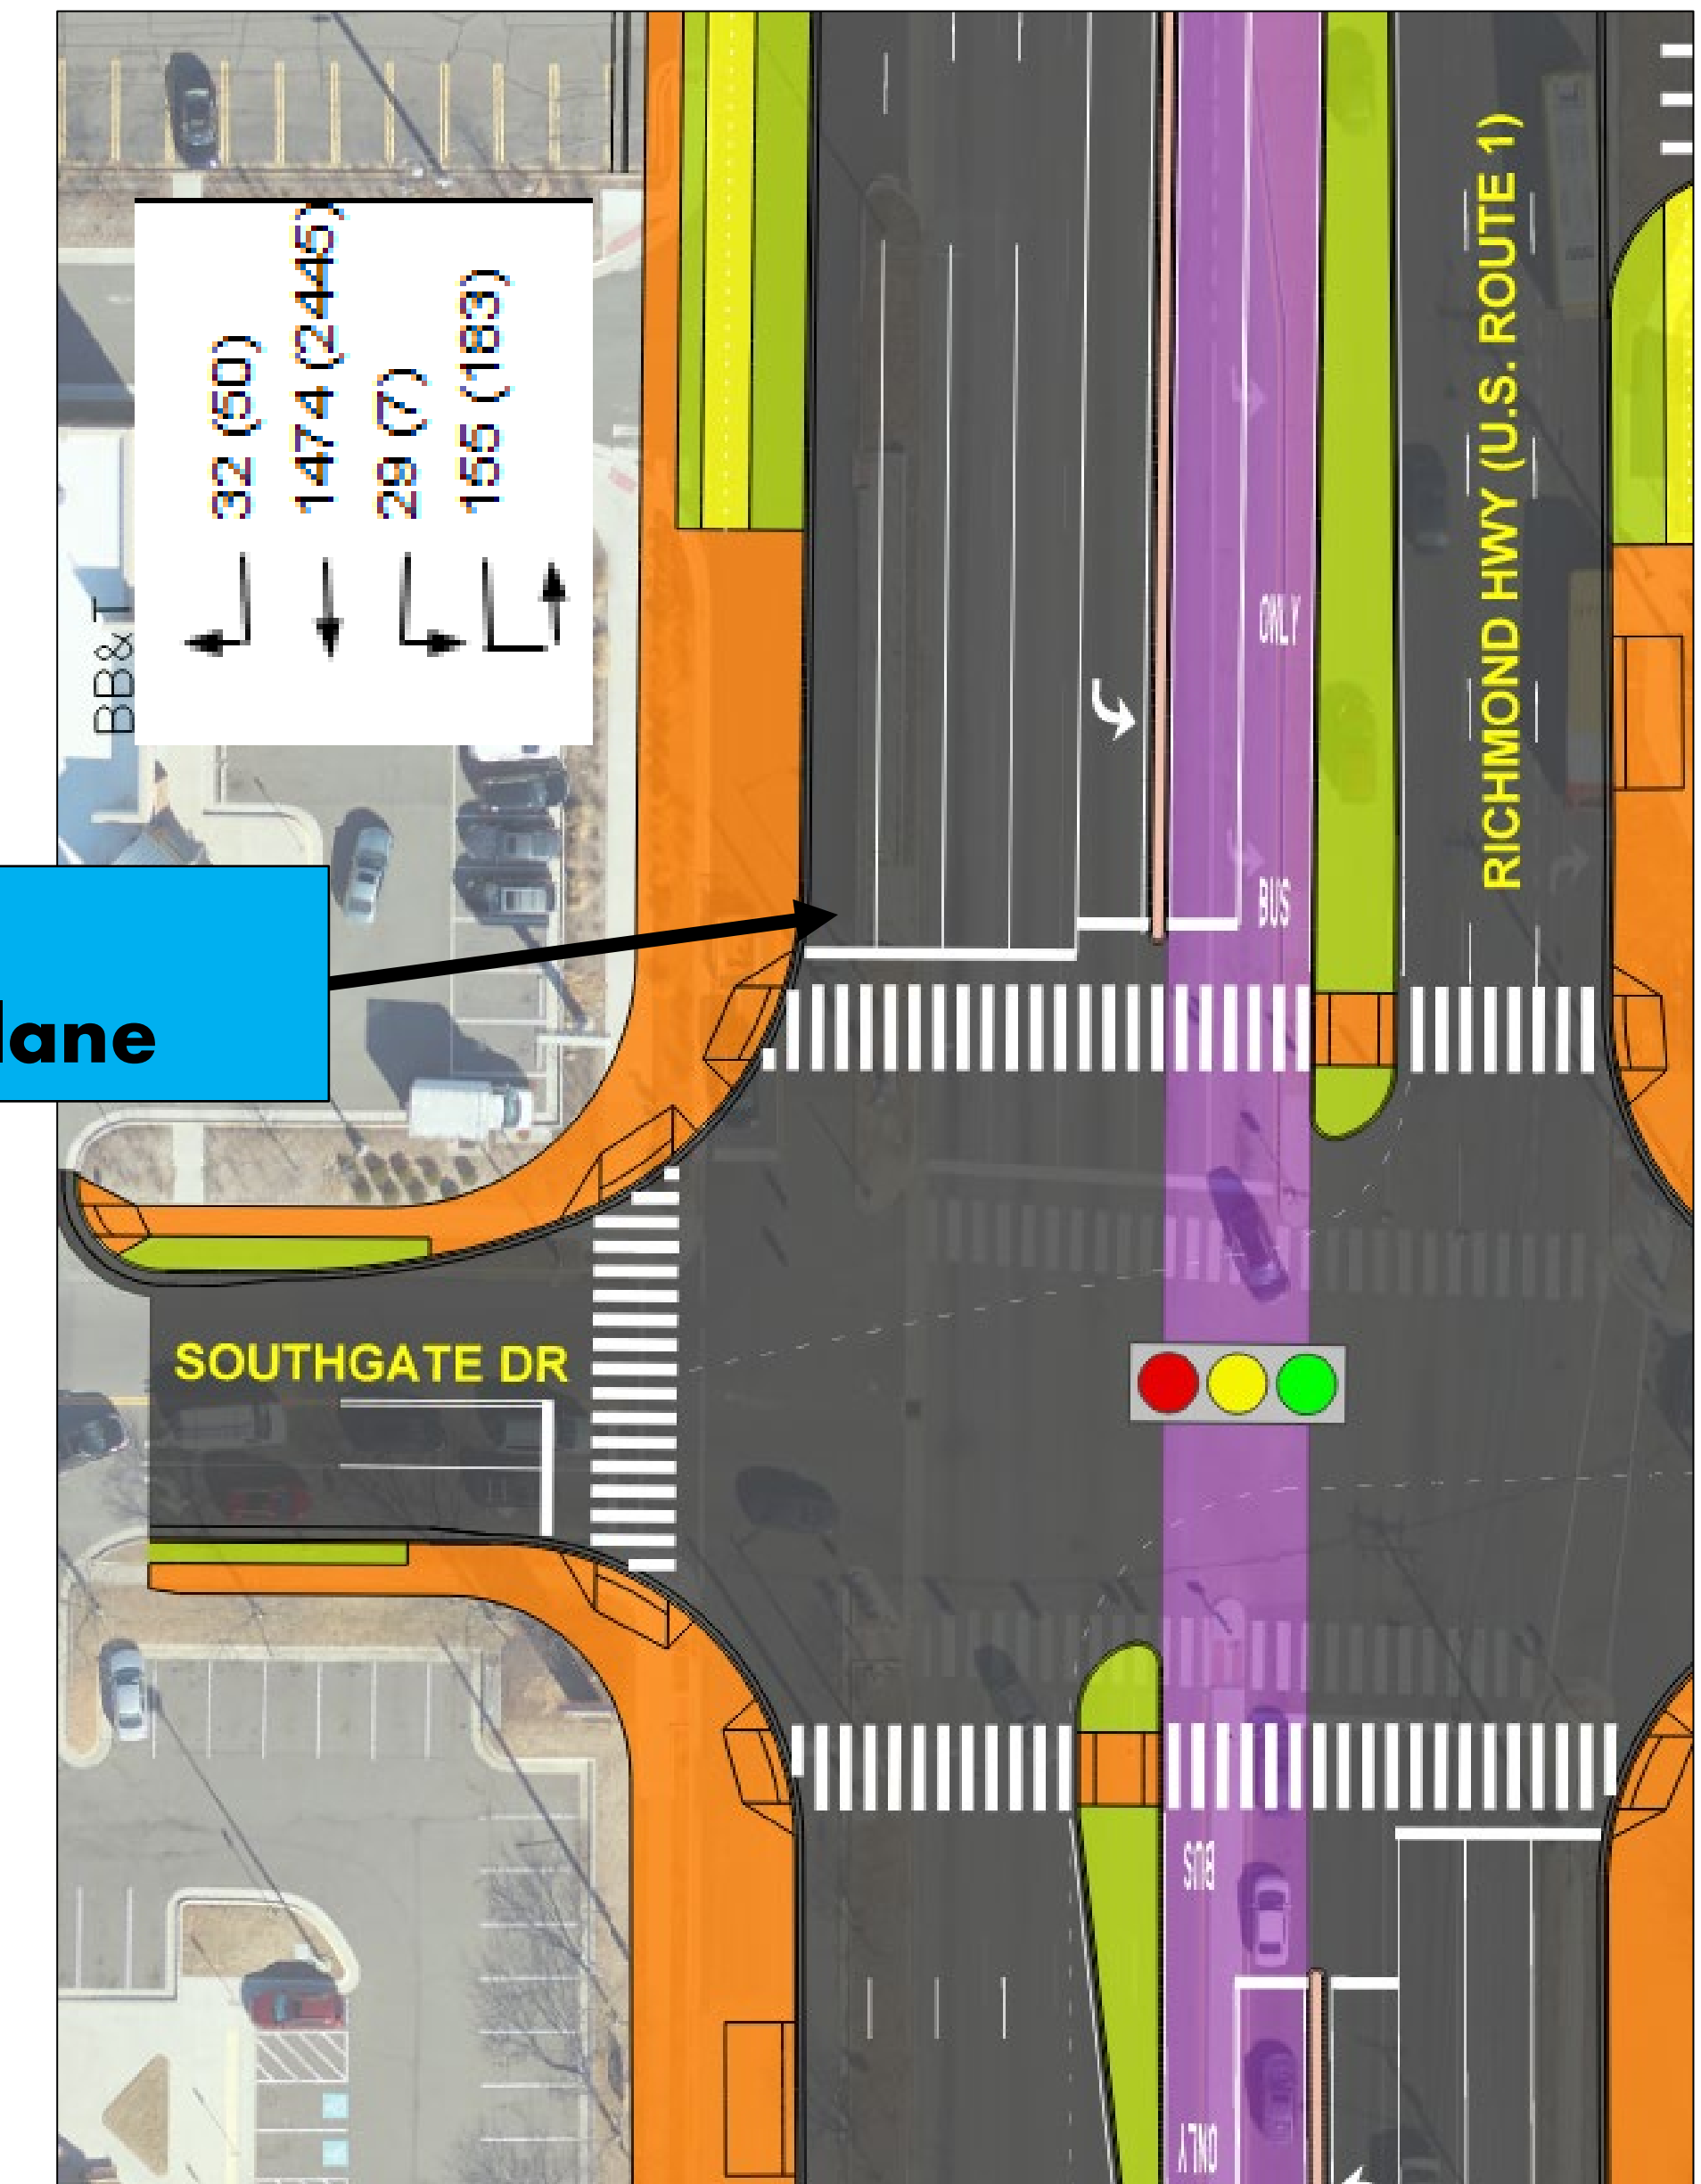 32 (50)
1474 (2445)
29 (7)
155 (183)
BB&T
RICHMOND HWY (U.S. ROUTE 1)
ONLY
BUS
lane
SOUTHGATE DR
BUS
ONLY